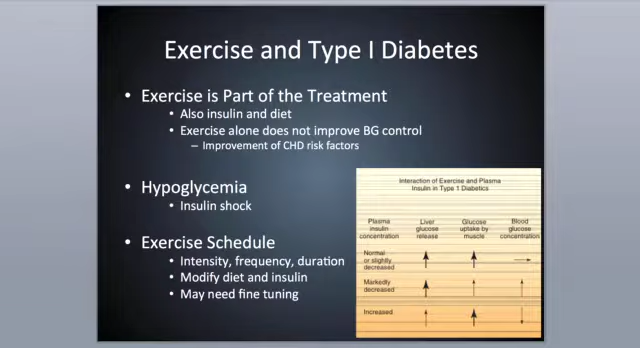 Exercise and Type I Diabetes
• Exercise is Part of the Treatment
• Also insulin and diet
• Exercise alone does not improve BG control
– Improvement of CHD risk factors
• Hypoglycemia
• Insulin shock
• Exercise Schedule
• Intensity, frequency, duration
• Modify diet and insulin
• May need fine tuning
Interaction of Exercise and Plasma
Insulin in Type 1 Diabetics
Plasma insulin concentration
Liver glucose release
Glucose uptake by muscle
Blood glucose concentration
Normal or slightly decreased
Markedly decreased
Increased